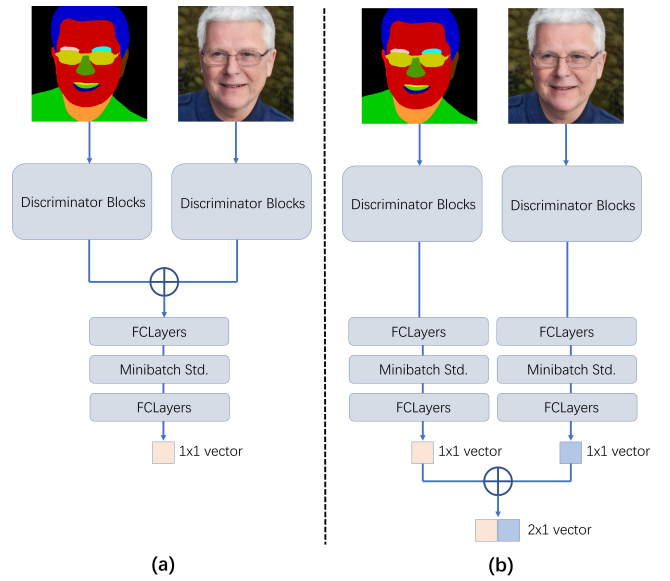 Discriminator Blocks
Discriminator Blocks
FCLayers
Minibatch Std.
FCLayers
1x1 vector
(a)
Discriminator Blocks
Discriminator Blocks
FCLayers
FCLayers
Minibatch Std.
Minibatch Std.
FCLayers
FCLayers
1x1 vector
1x1 vector
2x1 vector
(b)